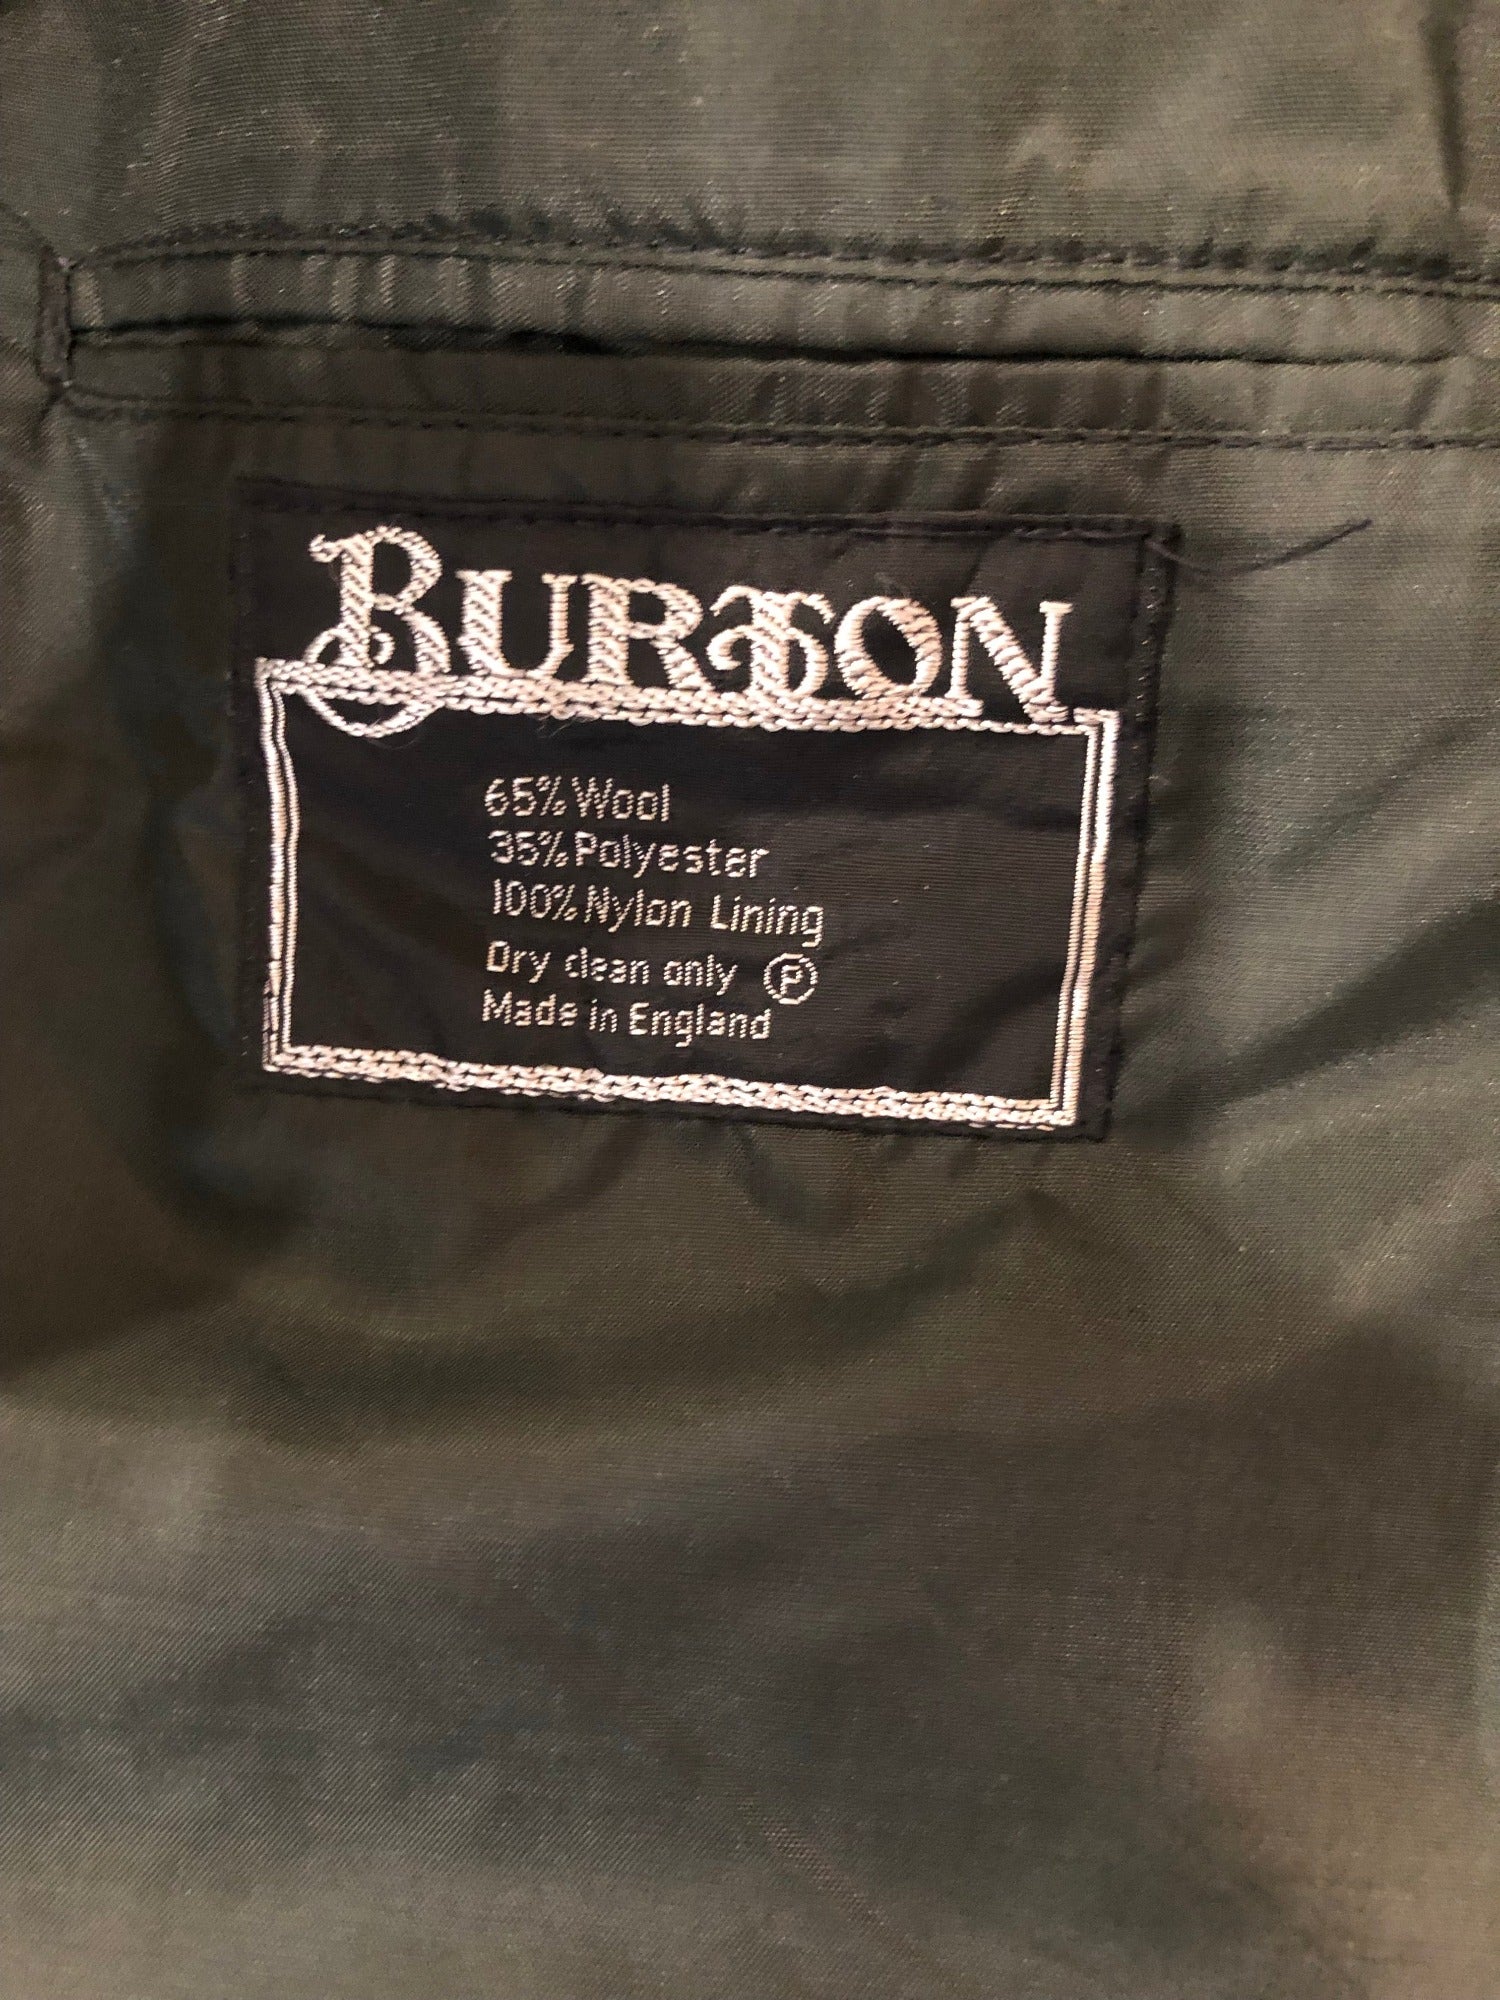 BURTON
65% Wool
35% Polyester
100% Nylon Lining
Dry clean only Ⓟ
Made in England